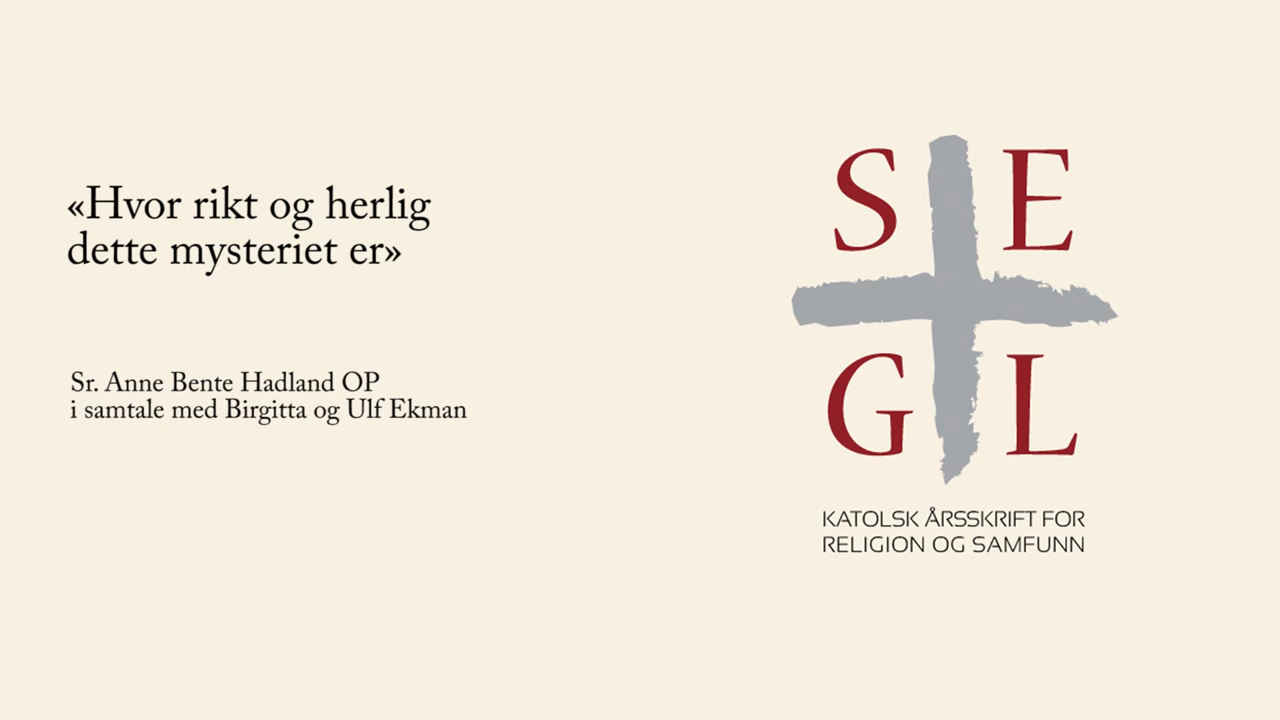 «Hvor rikt og herlig
dette mysteriet er»
Sr. Anne Bente Hadland OP
i samtale med Birgitta og Ulf Ekman
S E
G L
KATOLSK ÅRSSKRIFT FOR
RELIGION OG SAMFUNN